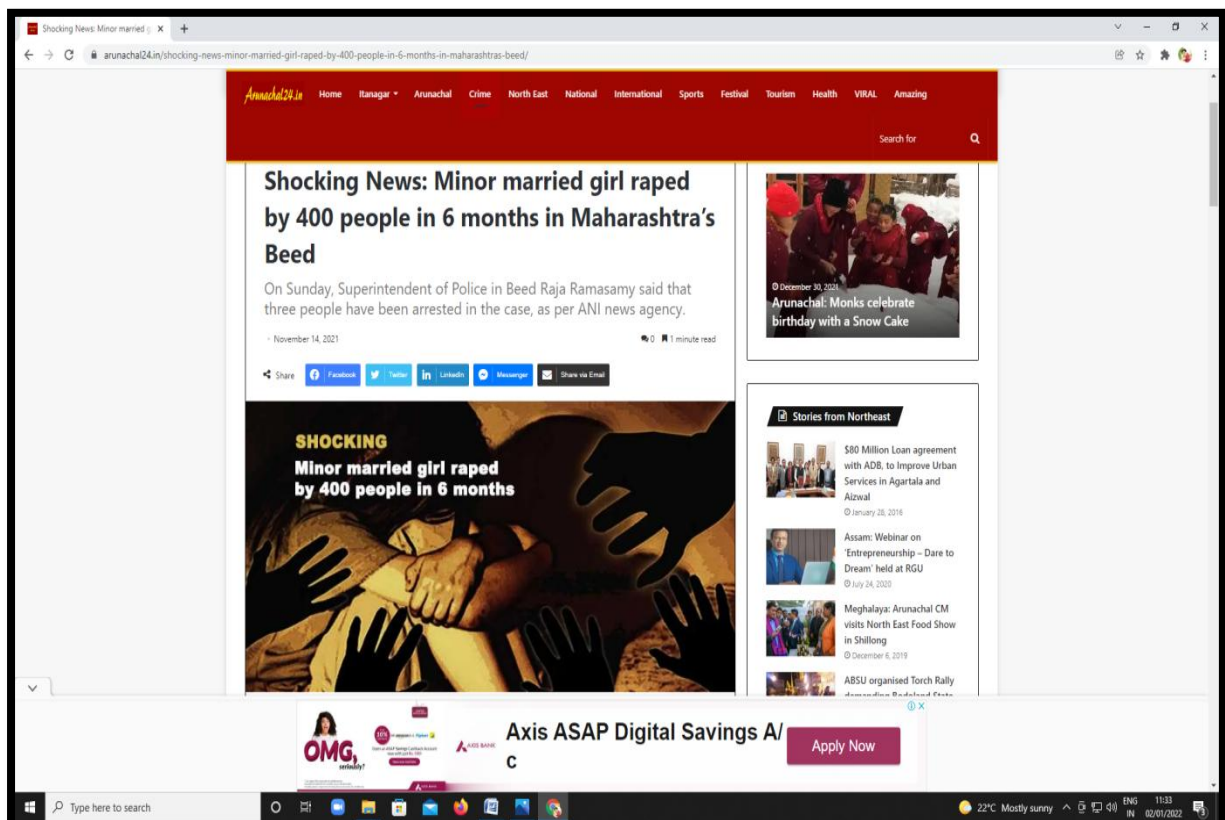 Shocking News: Minor married g
arunachal24.in/shocking-news-minor-married-girl-raped-by-400-people-in-6-months-in-maharashtras-beed/
Arunachal24.in Home Itanagar Arunachal Crime North East National International Sports Festival Tourism Health VIRAL Amazing
Search for
Shocking News: Minor married girl raped
by 400 people in 6 months in Maharashtra's
Beed
On Sunday, Superintendent of Police in Beed Raja Ramasamy said that
three people have been arrested in the case, as per ANI news agency.
November 14, 2021 0 1 minute read
Share Facebook Twitter LinkedIn Messenger Share via Email
SHOCKING
Minor married girl raped
by 400 people in 6 months
December 30, 2021
Arunachal: Monks celebrate
birthday with a Snow Cake
Stories from Northeast
$80 Million Loan agreement
with ADB, to Improve Urban
Services in Agartala and
Aizwal
January 28, 2016
Assam: Webinar on
'Entrepreneurship – Dare to
Dream' held at RGU
July 24, 2020
Meghalaya: Arunachal CM
visits North East Food Show
in Shillong
December 6, 2019
ABSU organised Torch Rally
demanding Bodoland State
OMG,
seriously?
AXIS BANK
Axis ASAP Digital Savings A/
c
Apply Now
Type here to search
22°C Mostly sunny
ENG
IN
11:33
02/01/2022